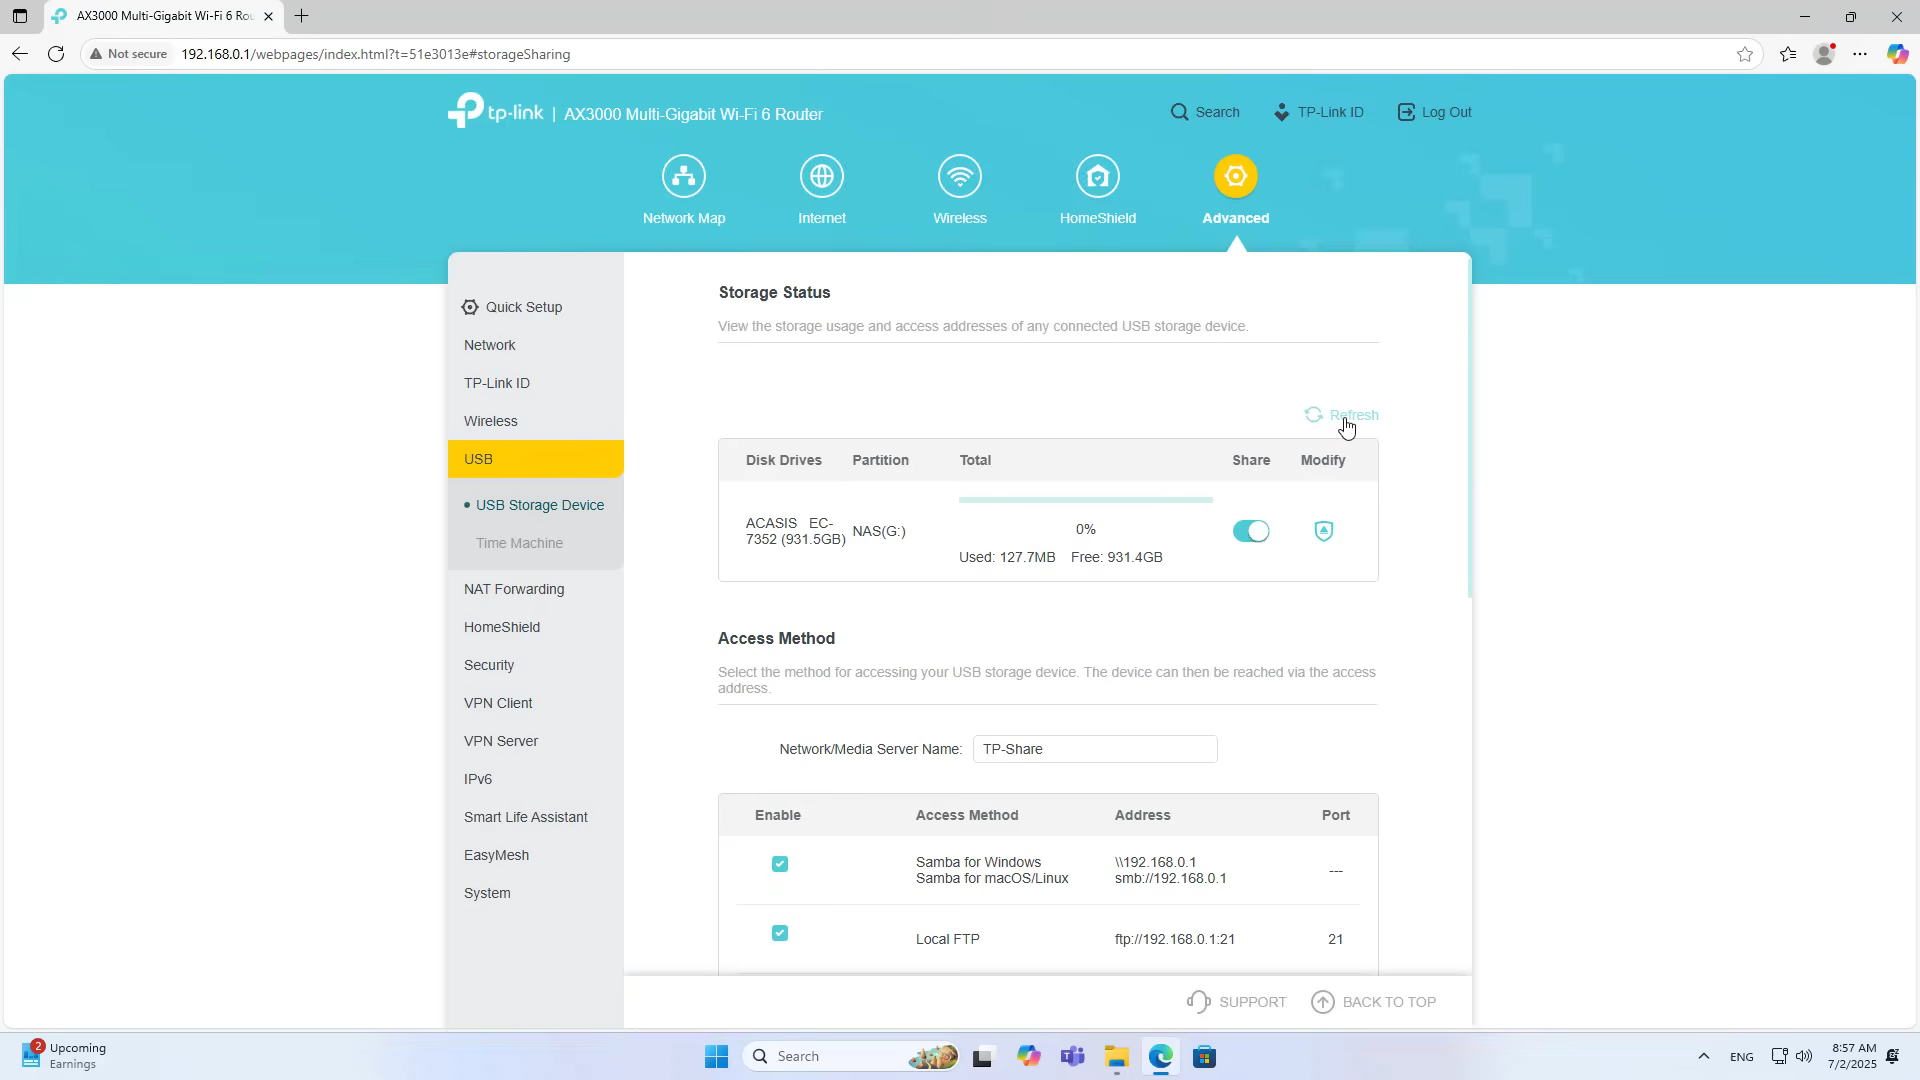 AX3000 Multi-Gigabit Wi-Fi 6 Rou
Not secure
192.168.0.1/webpages/index.html?t=51e3013e#storageSharing
tp-link | AX3000 Multi-Gigabit Wi-Fi 6 Router
Search
TP-Link ID
Log Out
Network Map
Internet
Wireless
HomeShield
Advanced
Quick Setup
Network
TP-Link ID
Wireless
USB
USB Storage Device
Time Machine
NAT Forwarding
HomeShield
Security
VPN Client
VPN Server
IPv6
Smart Life Assistant
EasyMesh
System
Storage Status
View the storage usage and access addresses of any connected USB storage device.
Refresh
Disk Drives Partition Total Share Modify
ACASIS EC-
7352 (931.5GB)
NAS(G:)
0%
Used: 127.7MB Free: 931.4GB
Access Method
Select the method for accessing your USB storage device. The device can then be reached via the access
address.
Network/Media Server Name: TP-Share
Enable Access Method Address Port
Samba for Windows \\192.168.0.1
Samba for macOS/Linux smb://192.168.0.1
---
Local FTP ftp://192.168.0.1:21 21
SUPPORT
BACK TO TOP
2
Upcoming
Earnings
Search
ENG
8:57 AM
7/2/2025